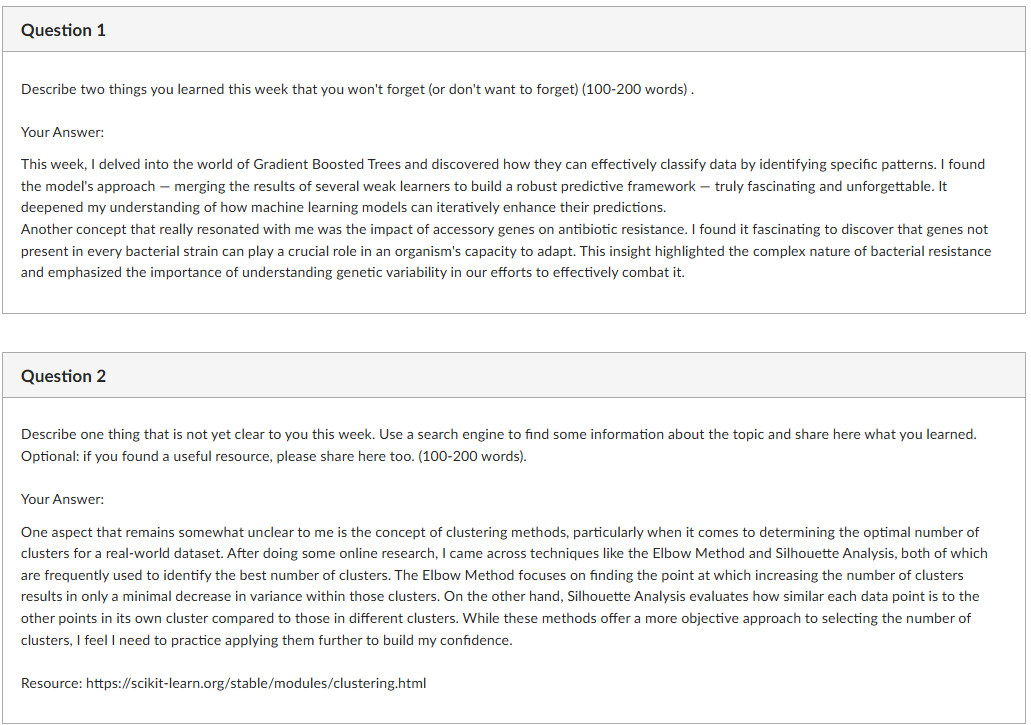 Question 1
Describe two things you learned this week that you won't forget (or don't want to forget) (100-200 words) .
Your Answer:
This week, I delved into the world of Gradient Boosted Trees and discovered how they can effectively classify data by identifying specific patterns. I found
the model's approach — merging the results of several weak learners to build a robust predictive framework — truly fascinating and unforgettable. It
deepened my understanding of how machine learning models can iteratively enhance their predictions.
Another concept that really resonated with me was the impact of accessory genes on antibiotic resistance. I found it fascinating to discover that genes not
present in every bacterial strain can play a crucial role in an organism's capacity to adapt. This insight highlighted the complex nature of bacterial resistance
and emphasized the importance of understanding genetic variability in our efforts to effectively combat it.
Question 2
Describe one thing that is not yet clear to you this week. Use a search engine to find some information about the topic and share here what you learned.
Optional: if you found a useful resource, please share here too. (100-200 words).
Your Answer:
One aspect that remains somewhat unclear to me is the concept of clustering methods, particularly when it comes to determining the optimal number of
clusters for a real-world dataset. After doing some online research, I came across techniques like the Elbow Method and Silhouette Analysis, both of which
are frequently used to identify the best number of clusters. The Elbow Method focuses on finding the point at which increasing the number of clusters
results in only a minimal decrease in variance within those clusters. On the other hand, Silhouette Analysis evaluates how similar each data point is to the
other points in its own cluster compared to those in different clusters. While these methods offer a more objective approach to selecting the number of
clusters, I feel I need to practice applying them further to build my confidence.
Resource: https://scikit-learn.org/stable/modules/clustering.html